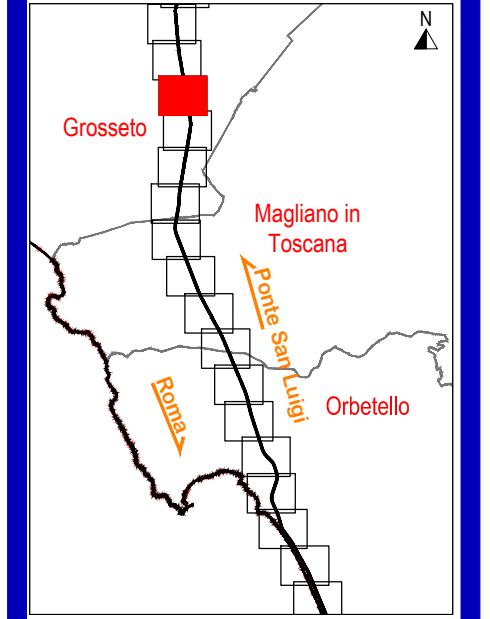 N
Grosseto
Magliano in
Toscana
Ponte San Luigi
Roma
Orbetello